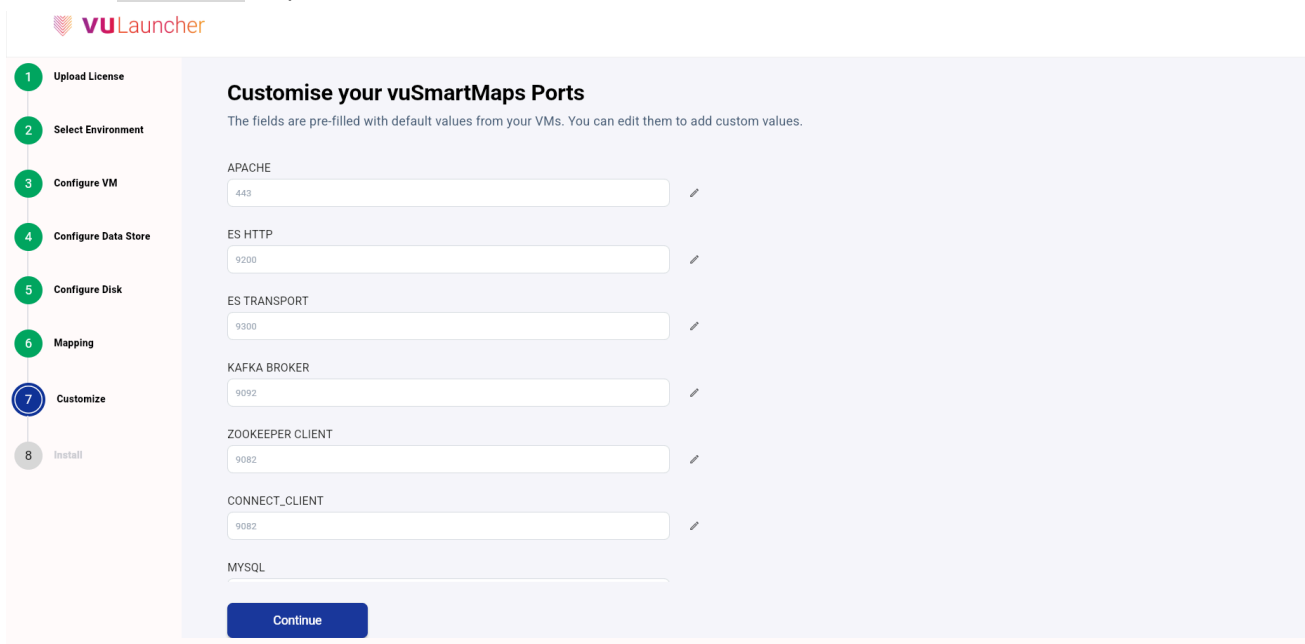 VULauncher
1 Upload License
2 Select Environment
3 Configure VM
4 Configure Data Store
5 Configure Disk
6 Mapping
7 Customize
8 Install
Customise your vuSmartMaps Ports
The fields are pre-filled with default values from your VMs. You can edit them to add custom values.
APACHE
443
ES HTTP
9200
ES TRANSPORT
9300
KAFKA BROKER
9092
ZOOKEEPER CLIENT
9082
CONNECT_CLIENT
9082
MYSQL
Continue